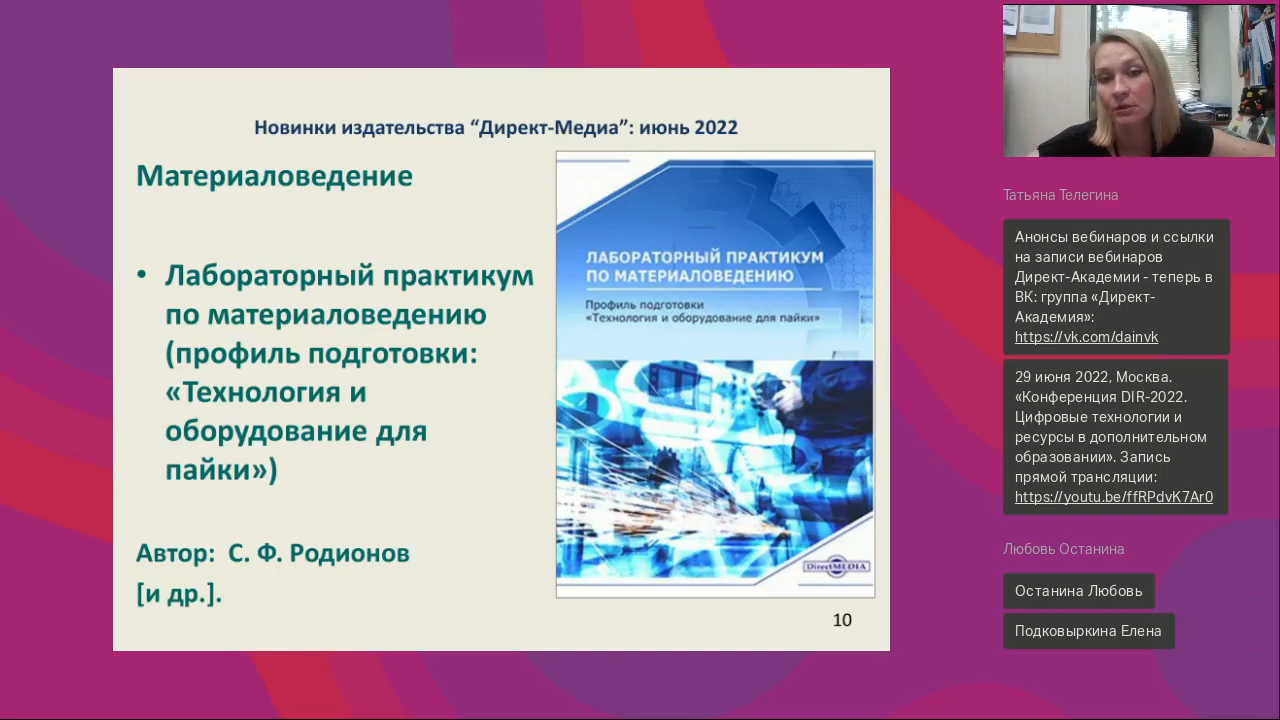 Новинки издательства “Директ-Медиа”: июнь 2022
Материаловедение
• Лабораторный практикум
по материаловедению
(профиль подготовки:
«Технология и
оборудование для
пайки»)
Автор: С. Ф. Родионов
[и др.].
ЛАБОРАТОРНЫЙ ПРАКТИКУМ
ПО МАТЕРИАЛОВЕДЕНИЮ
Профиль подготовки
«Технология и оборудование для пайки»
DirectMEDIA
10
Татьяна Телегина
Анонсы вебинаров и ссылки
на записи вебинаров
Директ-Академии - теперь в
ВК: группа «Директ-
Академия»:
https://vk.com/dainvk
29 июня 2022, Москва.
«Конференция DIR-2022.
Цифровые технологии и
ресурсы в дополнительном
образовании». Запись
прямой трансляции:
https://youtu.be/ffRPdvK7Ar0
Любовь Останина
Останина Любовь
Подковыркина Елена